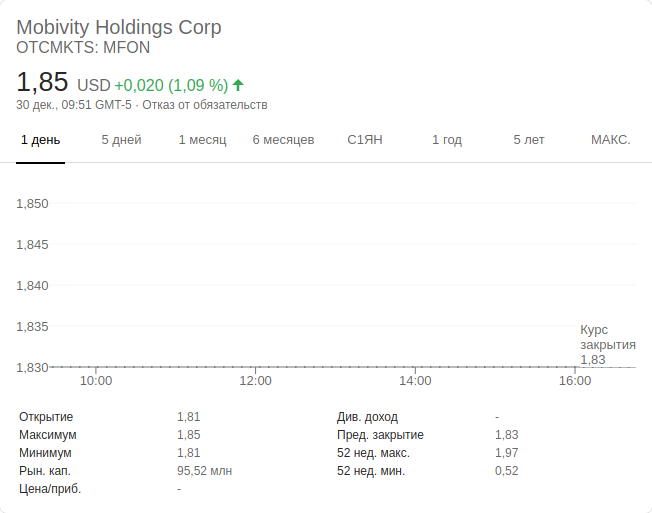 Mobivity Holdings Corp
OTCMKTS: MFON
1,85 USD +0,020 (1,09 %)
30 дек., 09:51 GMT-5 · Отказ от обязательств
1 день 5 дней 1 месяц 6 месяцев С1ЯН 1 год 5 лет МАКС.
1,850
1,845
1,840
1,835
1,830
Курс
закрытия
1,83
10:00 12:00 14:00 16:00
Открытие 1,81 Див. доход -
Максимум 1,85 Пред. закрытие 1,83
Минимум 1,81 52 нед. макс. 1,97
Рын. кап. 95,52 млн 52 нед. мин. 0,52
Цена/приб. -